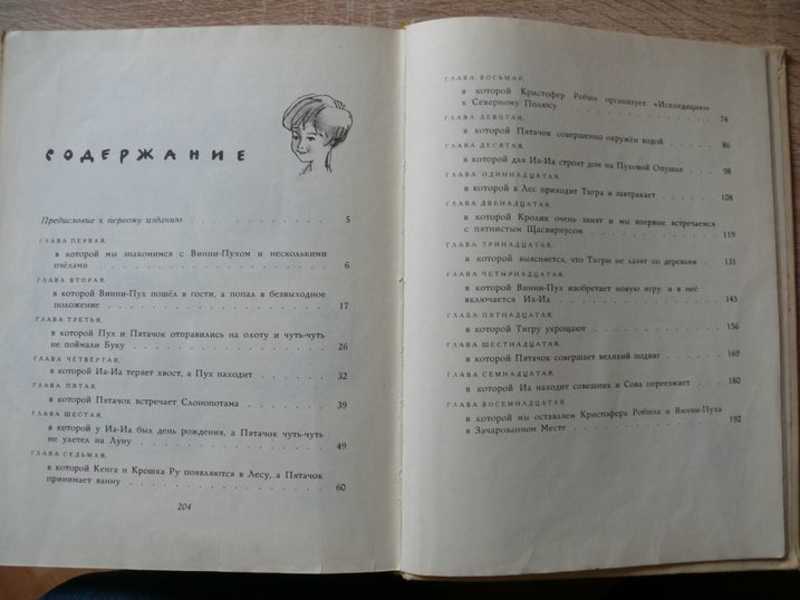 СОДЕРЖАНИЕ
Предисловие к первому изданию 5
ГЛАВА ПЕРВАЯ,
в которой мы знакомимся с Винни-Пухом и несколькими
пчёлами 6
ГЛАВА ВТОРАЯ,
в которой Винни-Пух пошёл в гости, а попал в безвыходное
положение 17
ГЛАВА ТРЕТЬЯ,
в которой Пух и Пятачок отправились на охоту и чуть-чуть
не поймали Буку 26
ГЛАВА ЧЕТВЁРТАЯ,
в которой Иа-Иа теряет хвост, а Пух находит 32
ГЛАВА ПЯТАЯ,
в которой Пятачок встречает Слонопотама 39
ГЛАВА ШЕСТАЯ,
в которой у Иа-Иа был день рождения, а Пятачок чуть-чуть
не улетел на Луну 49
ГЛАВА СЕДЬМАЯ,
в которой Кенга и Крошка Ру появляются в Лесу, а Пятачок
принимает ванну 60
204
ГЛАВА ВОСЬМАЯ,
в которой Кристофер Робин организует «Искпедицию»
к Северному Полюсу 74
ГЛАВА ДЕВЯТАЯ,
в которой Пятачок совершенно окружён водой 86
ГЛАВА ДЕСЯТАЯ,
в которой для Иа-Иа строят дом на Пуховой Опушке 98
ГЛАВА ОДИННАДЦАТАЯ,
в которой в Лес приходит Тигра и завтракает 108
ГЛАВА ДВЕНАДЦАТАЯ,
в которой Кролик очень занят и мы впервые встречаемся
с пятнистым Щасвирнусом 119
ГЛАВА ТРИНАДЦАТАЯ,
в которой выясняется, что Тигры не лазят по деревьям 131
ГЛАВА ЧЕТЫРНАДЦАТАЯ,
в которой Винни-Пух изобретает новую игру и в неё
включается Иа-Иа 143
ГЛАВА ПЯТНАДЦАТАЯ,
в которой Тигру укрощают 156
ГЛАВА ШЕСТНАДЦАТАЯ,
в которой Пятачок совершает великий подвиг 169
ГЛАВА СЕМНАДЦАТАЯ,
в которой Иа находит совешник и Сова переезжает 180
ГЛАВА ВОСЕМНАДЦАТАЯ,
в которой мы оставляем Кристофера Робина и Винни-Пуха
в Зачарованном Месте 192